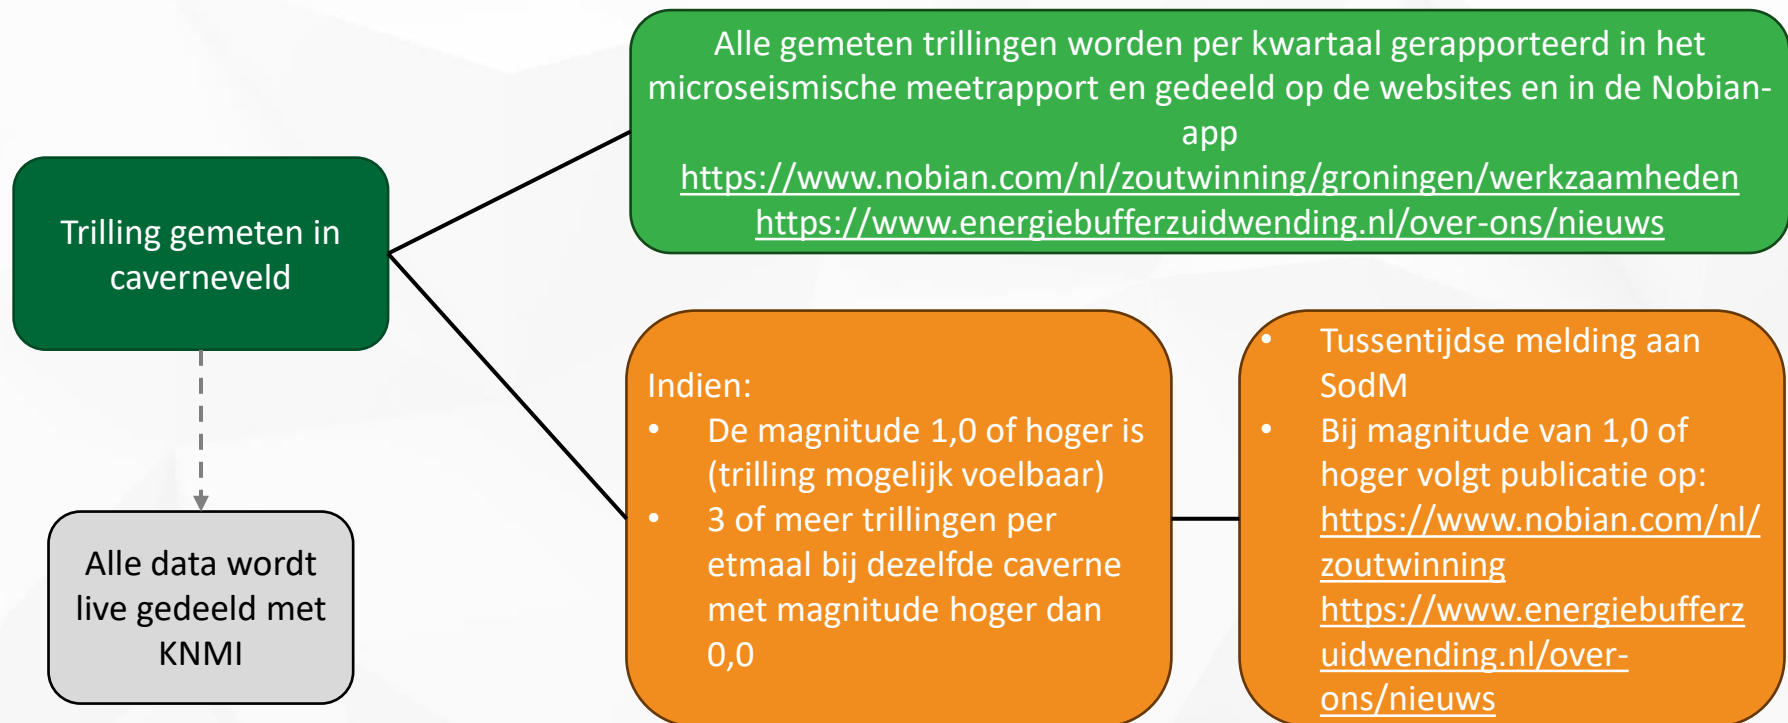 Alle gemeten trillingen worden per kwartaal gerapporteerd in het
microseismische meetrapport en gedeeld op de websites en in de Nobian-
app
https://www.nobian.com/nl/zoutwinning/groningen/werkzaamheden
https://www.energiebufferzuidwending.nl/over-ons/nieuws
Trilling gemeten in
caverneveld
Alle data wordt
live gedeeld met
KNMI
Indien:
• De magnitude 1,0 of hoger is
(trilling mogelijk voelbaar)
• 3 of meer trillingen per
etmaal bij dezelfde caverne
met magnitude hoger dan
0,0
• Tussentijdse melding aan
SodM
• Bij magnitude van 1,0 of
hoger volgt publicatie op:
https://www.nobian.com/nl/
zoutwinning
https://www.energiebufferz
uidwending.nl/over-
ons/nieuws